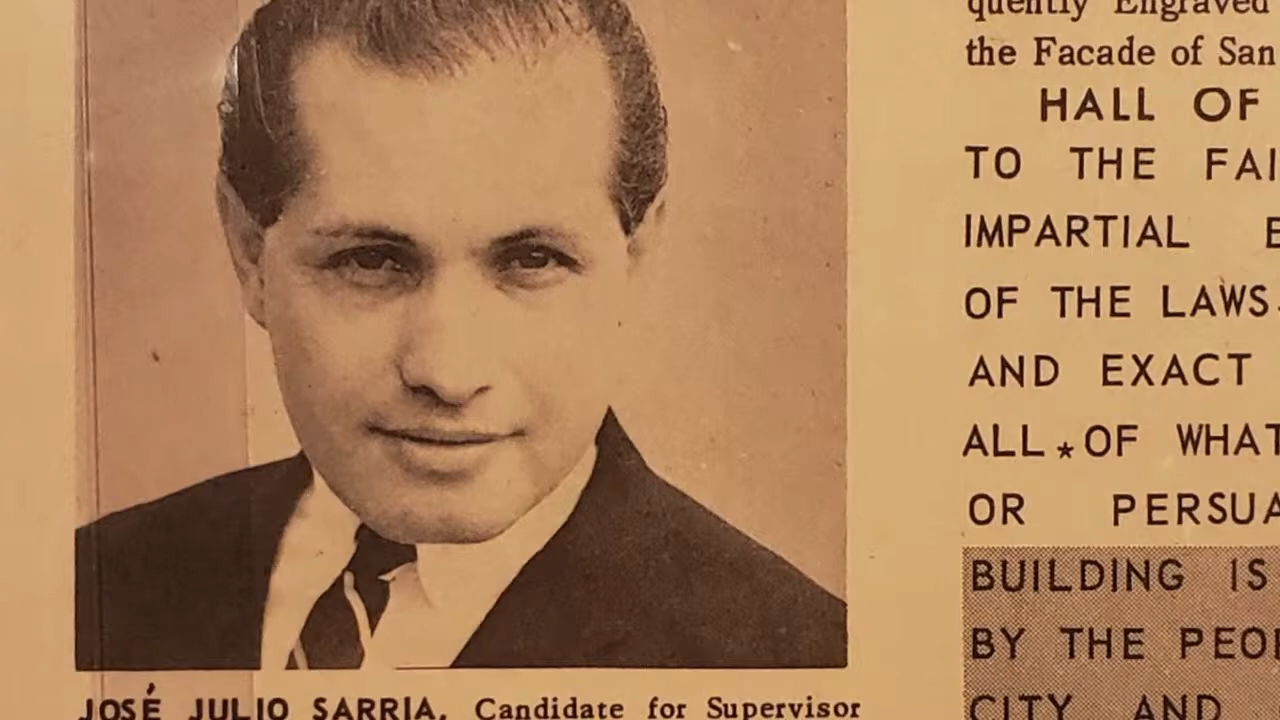 JOSÉ JULIO SARRIA, Candidate for Supervisor
quently Engraved
the Facade of San
HALL OF
TO THE FAI
IMPARTIAL E
OF THE LAWS
AND EXACT
ALL★OF WHAT
OR PERSUA
BUILDING IS
BY THE PEOP
CITY AND